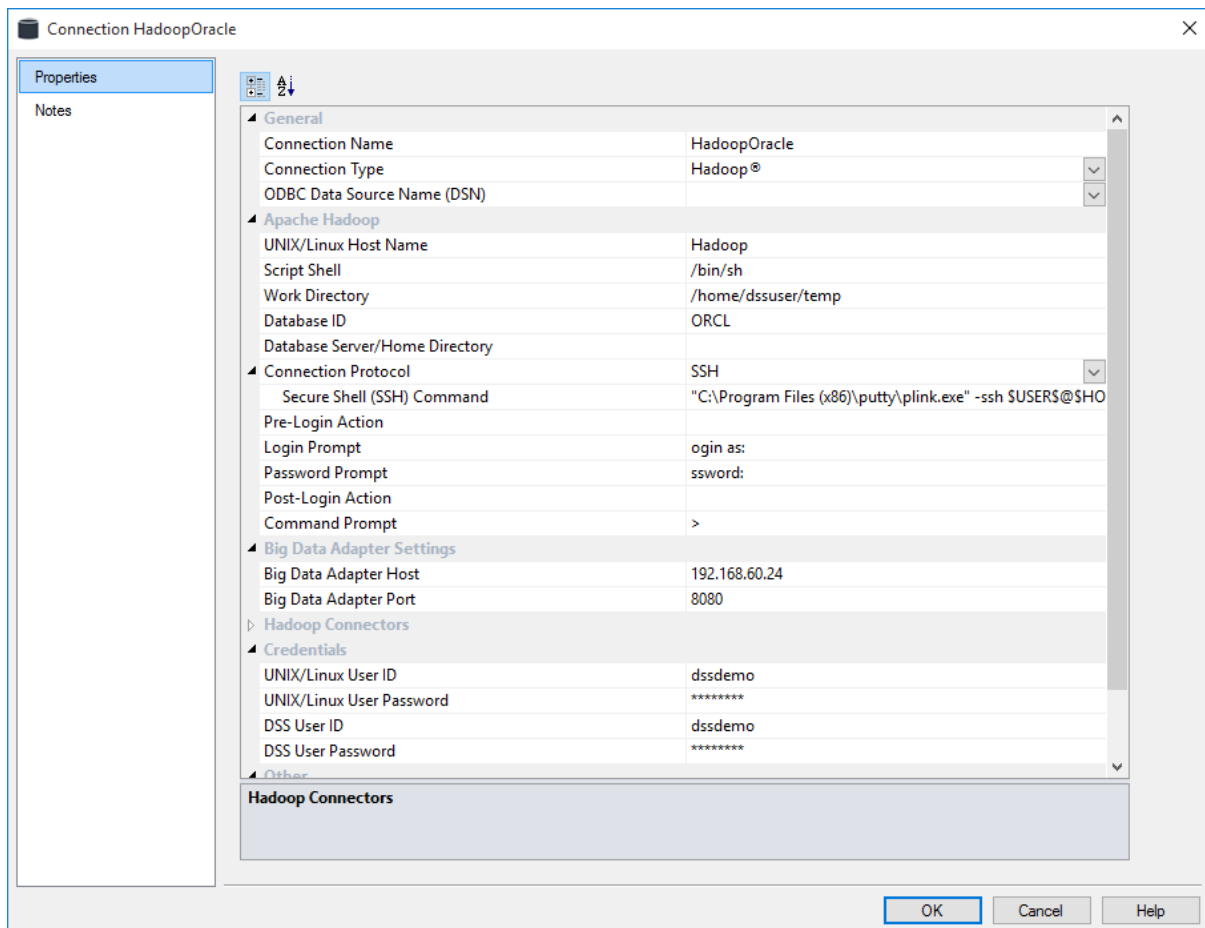 Connection HadoopOracle
Properties
Notes
General
Connection Name HadoopOracle
Connection Type Hadoop®
ODBC Data Source Name (DSN)
Apache Hadoop
UNIX/Linux Host Name Hadoop
Script Shell /bin/sh
Work Directory /home/dssuser/temp
Database ID ORCL
Database Server/Home Directory
Connection Protocol SSH
Secure Shell (SSH) Command "C:\Program Files (x86)\putty\plink.exe" -ssh $USER$@$HO
Pre-Login Action
Login Prompt ogin as:
Password Prompt ssword:
Post-Login Action
Command Prompt >
Big Data Adapter Settings
Big Data Adapter Host 192.168.60.24
Big Data Adapter Port 8080
Hadoop Connectors
Credentials
UNIX/Linux User ID dssdemo
UNIX/Linux User Password ********
DSS User ID dssdemo
DSS User Password ********
Other
Hadoop Connectors
OK Cancel Help